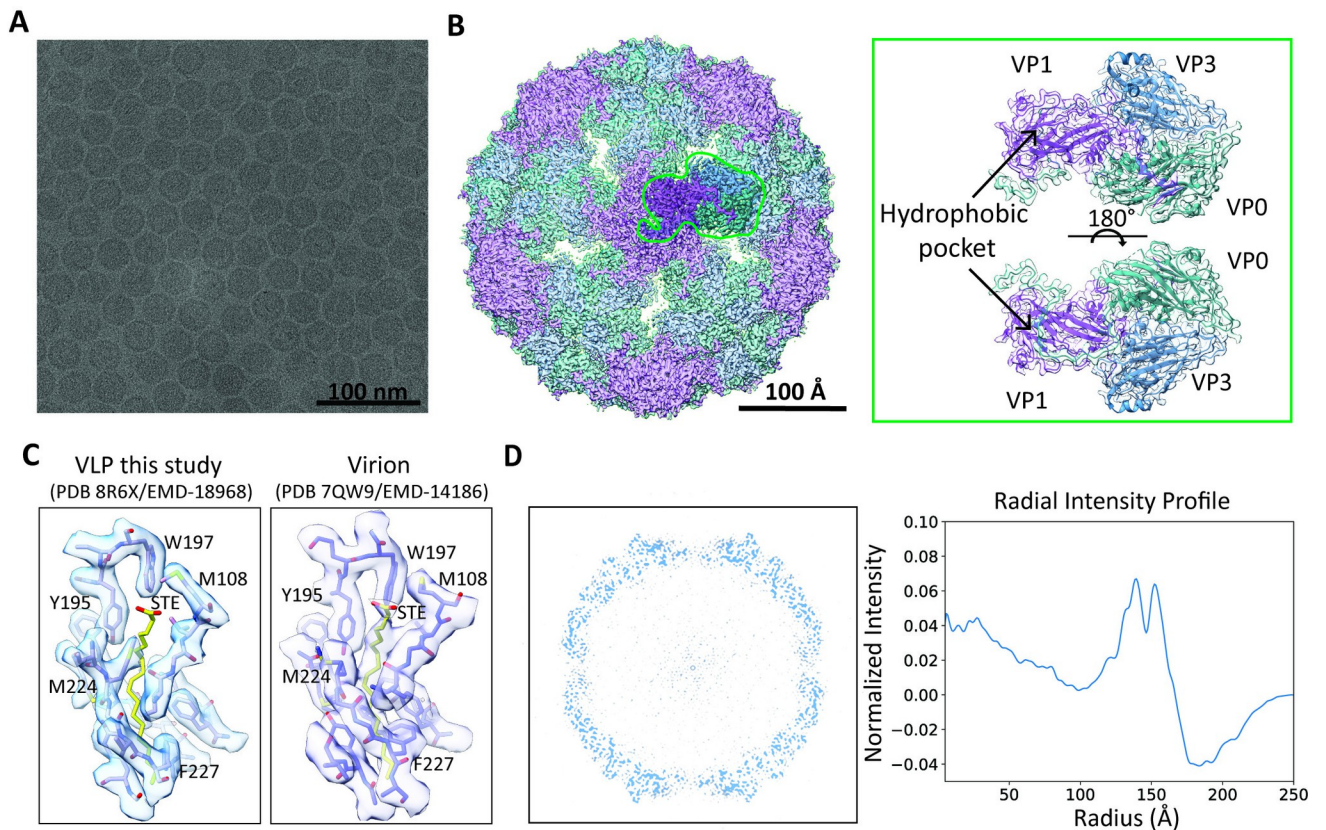 A
100 nm
B
100 Å
VP1
VP3
Hydrophobic
pocket
VP0
180°
VP0
VP1
VP3
C
VLP this study
(PDB 8R6X/EMD-18968)
W197
M108
Y195
STE
M224
F227
Virion
(PDB 7QW9/EMD-14186)
W197
M108
Y195
STE
M224
F227
D
Radial Intensity Profile
Normalized Intensity
0.10
0.08
0.06
0.04
0.02
0.00
−0.02
−0.04
50
100
150
200
250
Radius (Å)